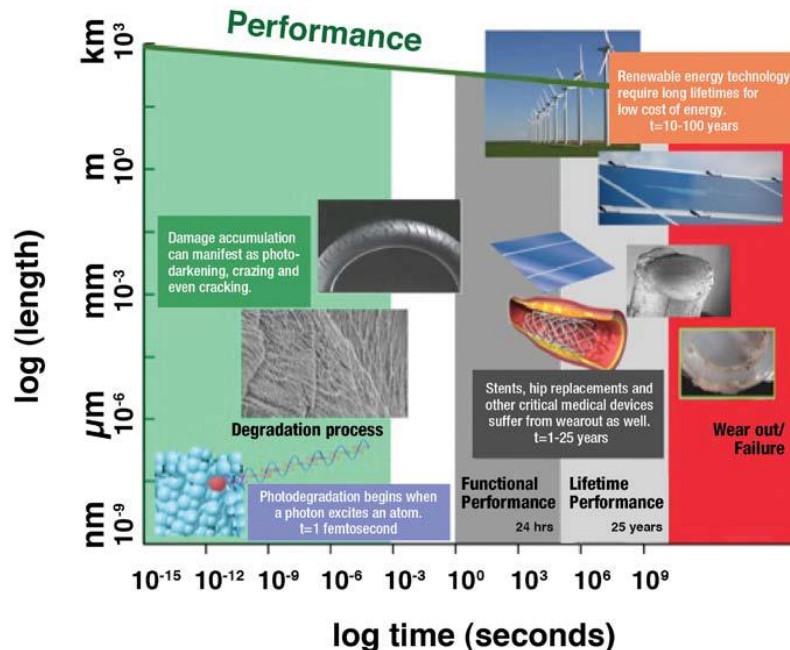 Performance
km 10³
m 10⁰
mm 10⁻³
µm 10⁻⁶
nm 10⁻⁹
log (length)
Renewable energy technology
require long lifetimes for
low cost of energy.
t=10-100 years
Damage accumulation
can manifest as photo-
darkening, crazing and
even cracking.
Stents, hip replacements and
other critical medical devices
suffer from wearout as well.
t=1-25 years
Degradation process
Wear out/
Failure
Photodegradation begins when
a photon excites an atom.
t=1 femtosecond
Functional
Performance
24 hrs
Lifetime
Performance
25 years
10⁻¹⁵ 10⁻¹² 10⁻⁹ 10⁻⁶ 10⁻³ 10⁰ 10³ 10⁶ 10⁹
log time (seconds)